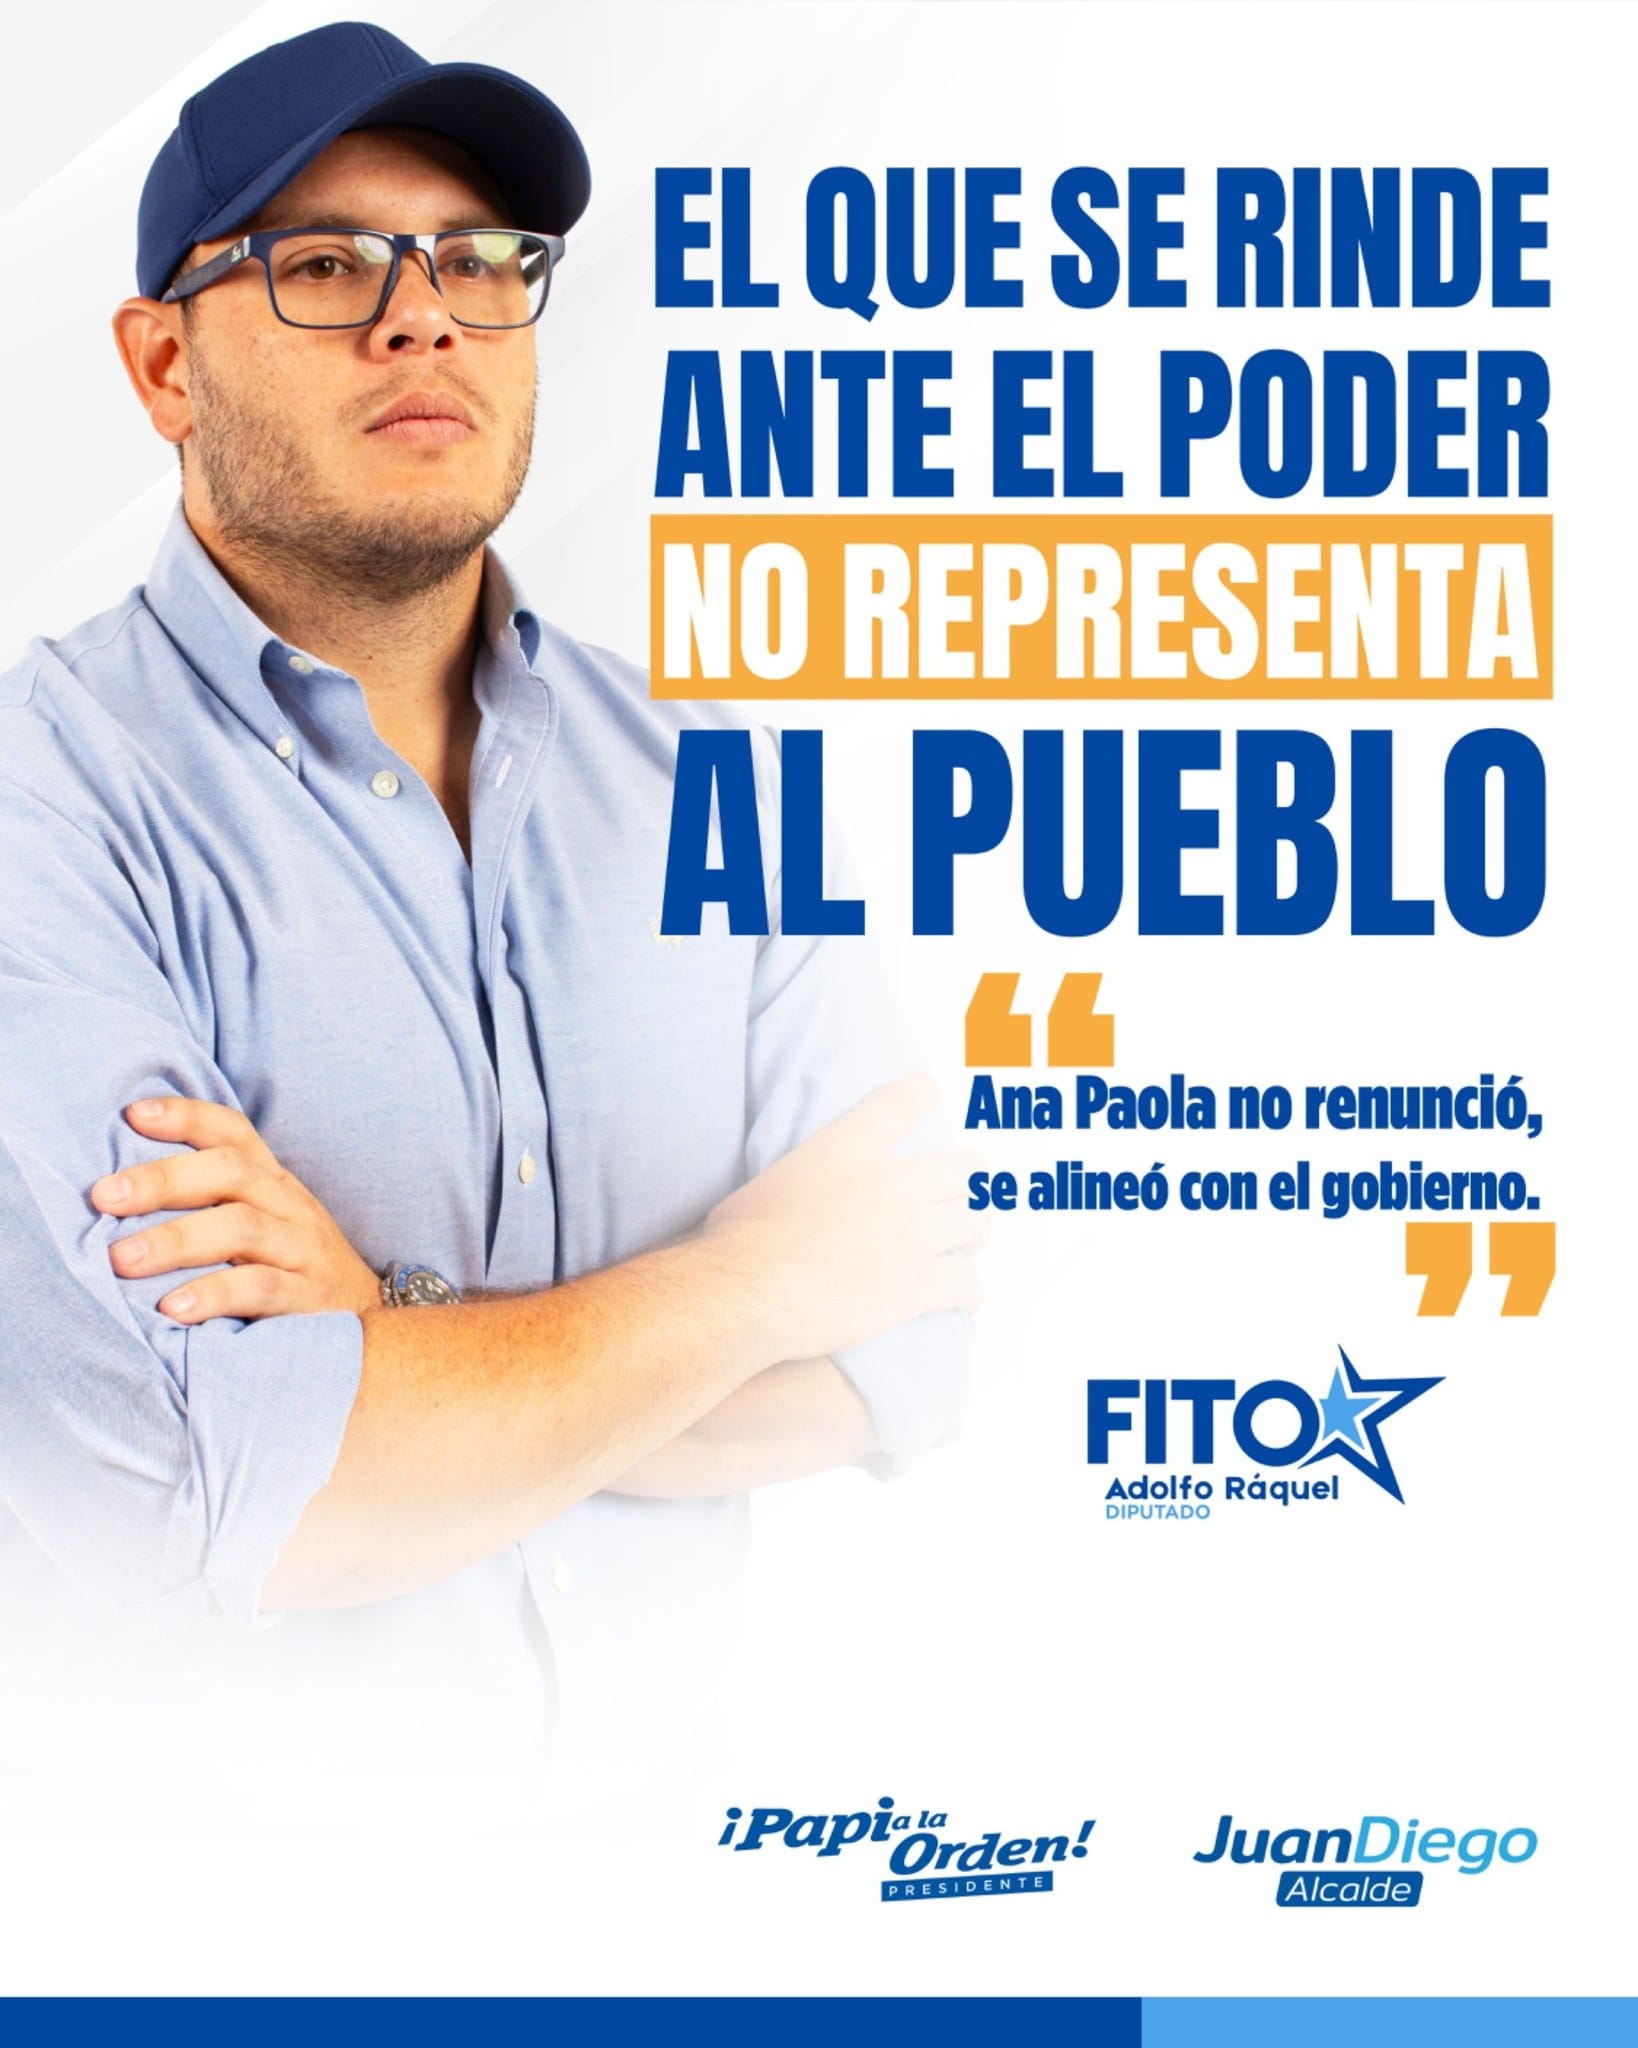 EL QUE SE RINDE
ANTE EL PODER
NO REPRESENTA
AL PUEBLO
“
Ana Paola no renunció,
se alineó con el gobierno.
”
FITO
Adolfo Ráquel
DIPUTADO
¡Papi a la Orden!
PRESIDENTE
JuanDiego
Alcalde